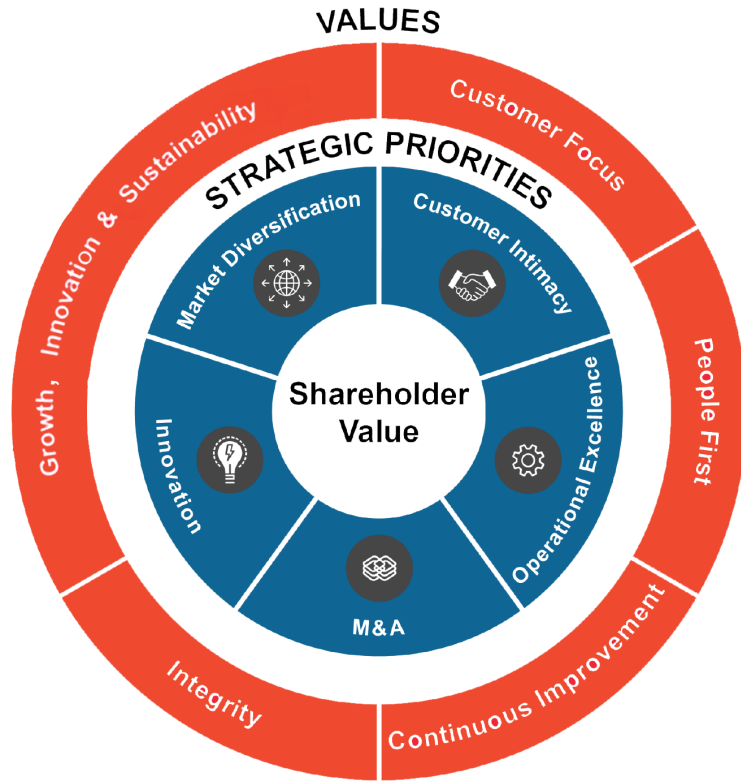 VALUES
Customer Focus
People First
Continuous Improvement
Integrity
Growth, Innovation & Sustainability
STRATEGIC PRIORITIES
Customer Intimacy
Operational Excellence
M&A
Innovation
Market Diversification
Shareholder
Value